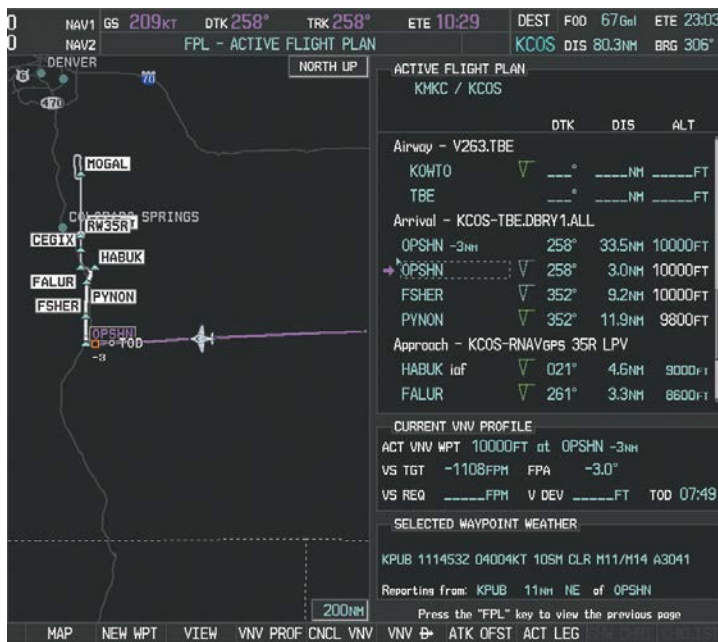 0 NAV1 GS 209KT DTK 258° TRK 258° ETE 10:29 DEST FOD 67Gal ETE 23:03
0 NAV2 FPL - ACTIVE FLIGHT PLAN KCOS DIS 80.3NM BRG 306°
DENVER
NORTH UP
70
470
MOGAL
SPRINGS
RW35R
CEGIX
HABUK
FALUR
PYNON
FSHER
OPSHN
TOD
-3
200NM
ACTIVE FLIGHT PLAN
KMKC / KCOS
DTK DIS ALT
Airway - V263.TBE
KOWTO ___° ____NM _____FT
TBE ___° ____NM _____FT
Arrival - KCOS-TBE.DBRY1.ALL
OPSHN -3NM 258° 33.5NM 10000FT
OPSHN 258° 3.0NM 10000FT
FSHER 352° 9.2NM 10000FT
PYNON 352° 11.9NM 9800FT
Approach - KCOS-RNAVGPS 35R LPV
HABUK iaf 021° 4.6NM 9000FT
FALUR 261° 3.3NM 8600FT
CURRENT VNV PROFILE
ACT VNV WPT 10000FT at OPSHN -3NM
VS TGT -1108FPM FPA -3.0°
VS REQ _____FPM V DEV _____FT TOD 07:49
SELECTED WAYPOINT WEATHER
KPUB 111453Z 04004KT 10SM CLR M11/M14 A3041
Reporting from: KPUB 11NM NE of OPSHN
Press the "FPL" key to view the previous page
MAP NEW WPT VIEW VNV PROF CNCL VNV VNV D ATK OFST ACT LEG